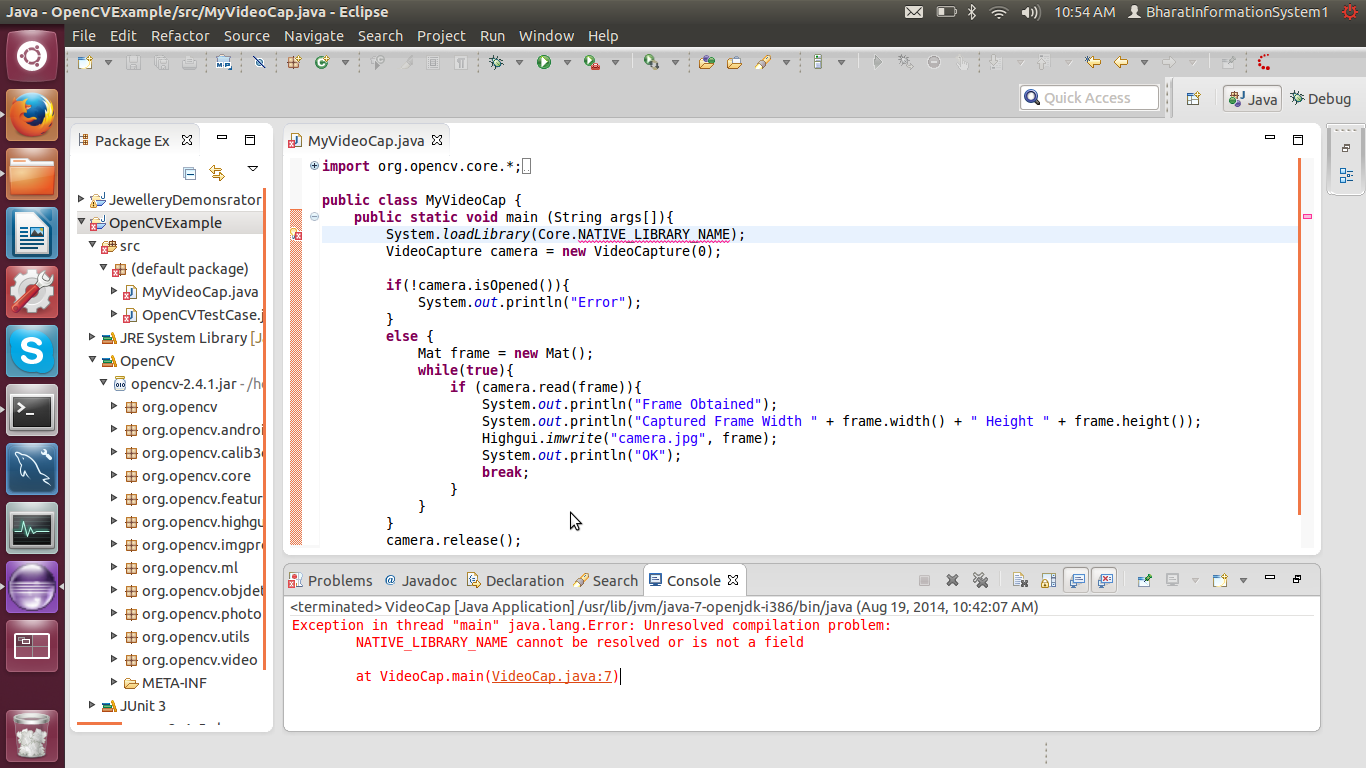 Java - OpenCVExample/src/MyVideoCap.java - Eclipse
10:54 AM
BharatInformationSystem1
File Edit Refactor Source Navigate Search Project Run Window Help
Quick Access
Java
Debug
Package Ex
JewelleryDemonsrator
OpenCVExample
src
(default package)
MyVideoCap.java
OpenCVTestCase.j
JRE System Library [J
OpenCV
opencv-2.4.1.jar - /h
org.opencv
org.opencv.androi
org.opencv.calib3
org.opencv.core
org.opencv.featur
org.opencv.highgu
org.opencv.imgpr
org.opencv.ml
org.opencv.objdet
org.opencv.photo
org.opencv.utils
org.opencv.video
META-INF
JUnit 3
MyVideoCap.java
import org.opencv.core.*;
public class MyVideoCap {
public static void main (String args[]){
System.loadLibrary(Core.NATIVE_LIBRARY_NAME);
VideoCapture camera = new VideoCapture(0);
if(!camera.isOpened()){
System.out.println("Error");
}
else {
Mat frame = new Mat();
while(true){
if (camera.read(frame)){
System.out.println("Frame Obtained");
System.out.println("Captured Frame Width " + frame.width() + " Height " + frame.height());
Highgui.imwrite("camera.jpg", frame);
System.out.println("OK");
break;
}
}
}
camera.release();
Problems @ Javadoc Declaration Search Console
<terminated> VideoCap [Java Application] /usr/lib/jvm/java-7-openjdk-i386/bin/java (Aug 19, 2014, 10:42:07 AM)
Exception in thread "main" java.lang.Error: Unresolved compilation problem:
NATIVE_LIBRARY_NAME cannot be resolved or is not a field
at VideoCap.main(VideoCap.java:7)